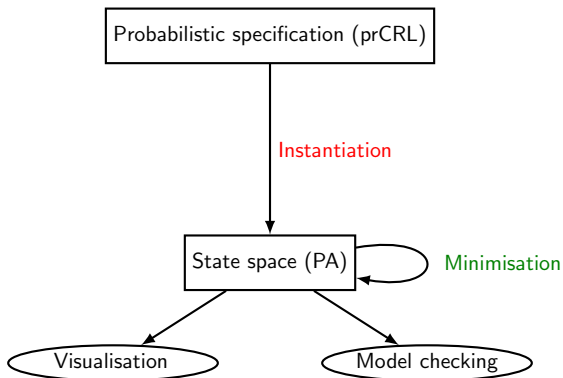 Probabilistic specification (prCRL)
Instantiation
State space (PA)
Minimisation
Visualisation
Model checking